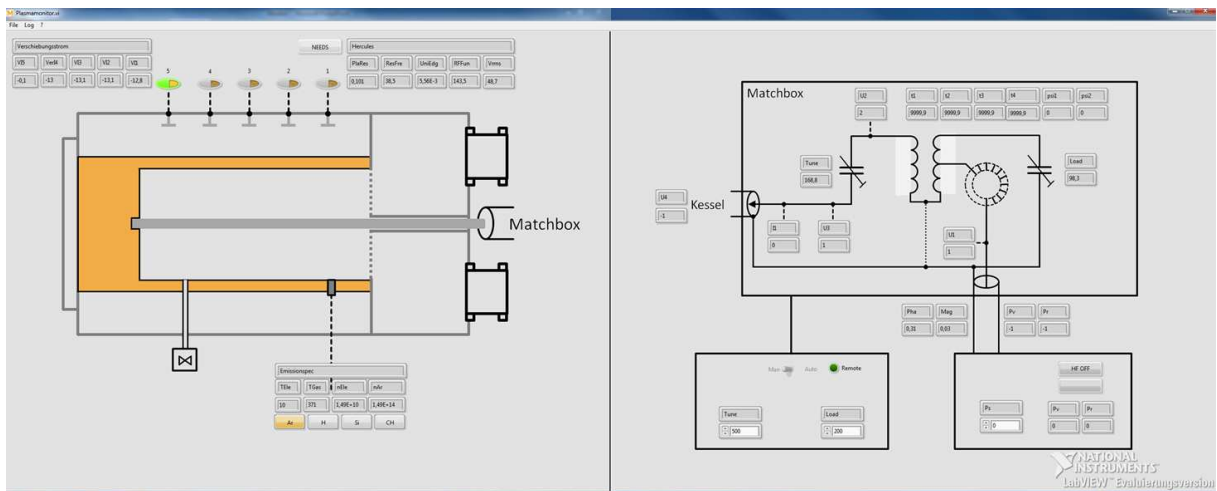 Plasmamonitor.vi
File Log ?
Verschiebungsstrom
VI5 Verd# VI3 VI2 VI1
-0,1 -13 -13,1 -13,1 -12,8
NEEDS
Hercules
PlaRes ResFre UniEdg RFFun Vrms
0,101 38,5 5,56E-3 143,5 48,7
5 4 3 2 1
Matchbox
Emissionspec
TEle TGas nEle nAr
10 371 1,49E+10 1,49E+14
Ar H Si CH
Matchbox
U2
2
t1 t2 t3 t4 psi1 psi2
9999,9 9999,9 9999,9 9999,9 0 0
Tune
168,8
Load
98,3
U4
-1
Kessel
I1
0
U3
1
U1
1
Pha Mag
0,31 0,03
Pv Pr
-1 -1
Man Auto Remote
Tune
500
Load
200
HF OFF
Ps
0
Pv Pr
0 0
NATIONAL
INSTRUMENTS
LabVIEW™ Evaluierungsversion